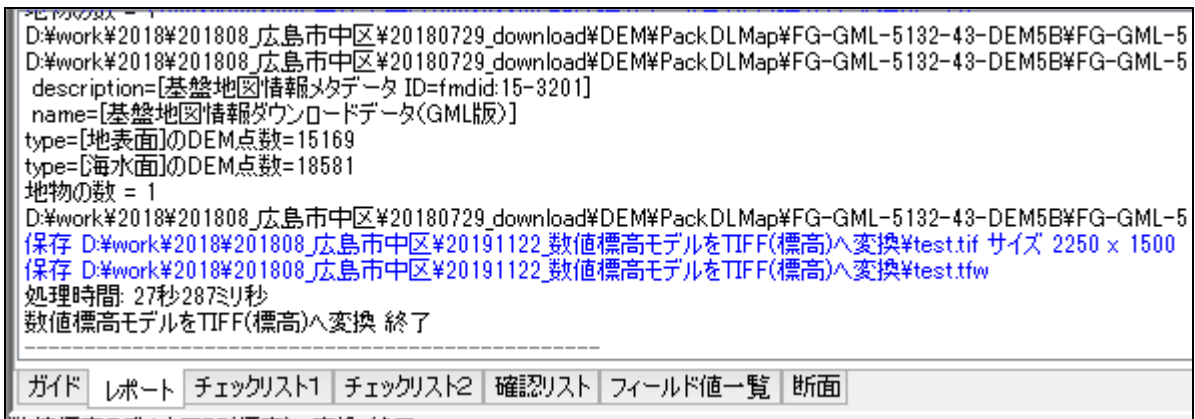 地物の数 = 1
D:¥work¥2018¥201808_広島市中区¥20180729_download¥DEM¥PackDLMap¥FG-GML-5132-43-DEM5B¥FG-GML-5
D:¥work¥2018¥201808_広島市中区¥20180729_download¥DEM¥PackDLMap¥FG-GML-5132-43-DEM5B¥FG-GML-5
description=[基盤地図情報メタデータ ID=fmdid:15-3201]
name=[基盤地図情報ダウンロードデータ(GML版)]
type=[地表面]のDEM点数=15169
type=[海水面]のDEM点数=18581
地物の数 = 1
D:¥work¥2018¥201808_広島市中区¥20180729_download¥DEM¥PackDLMap¥FG-GML-5132-43-DEM5B¥FG-GML-5
保存 D:¥work¥2018¥201808_広島市中区¥20191122_数値標高モデルをTIFF(標高)へ変換¥test.tif サイズ 2250 x 1500
保存 D:¥work¥2018¥201808_広島市中区¥20191122_数値標高モデルをTIFF(標高)へ変換¥test.tfw
処理時間: 27秒287ミリ秒
数値標高モデルをTIFF(標高)へ変換 終了
--------------------------------------------------
ガイド レポート チェックリスト1 チェックリスト2 確認リスト フィールド値一覧 断面